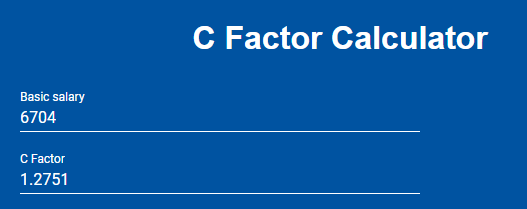 C Factor Calculator
Basic salary
6704
C Factor
1.2751